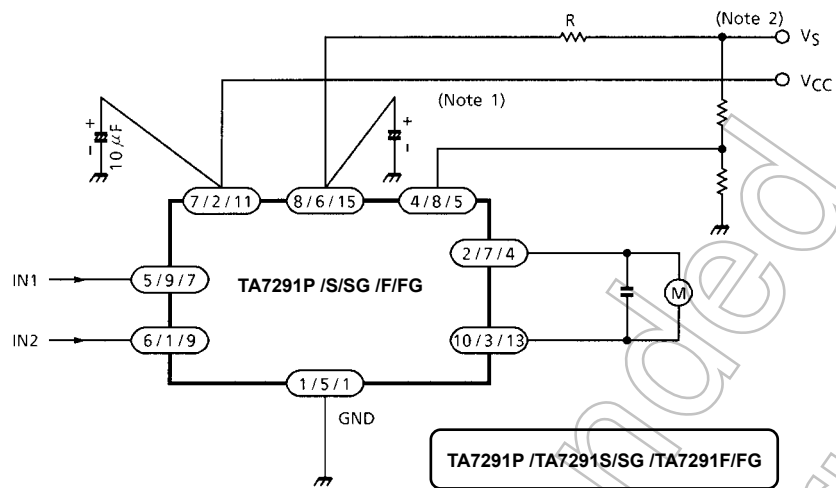 R
(Note 2)
VS
VCC
(Note 1)
+
-
10 μF
+
-
7 / 2 / 11
8 / 6 / 15
4 / 8 / 5
2 / 7 / 4
IN1
5 / 9 / 7
TA7291P /S/SG /F/FG
M
IN2
6 / 1 / 9
10 / 3 / 13
1 / 5 / 1
GND
TA7291P /TA7291S/SG /TA7291F/FG
nded